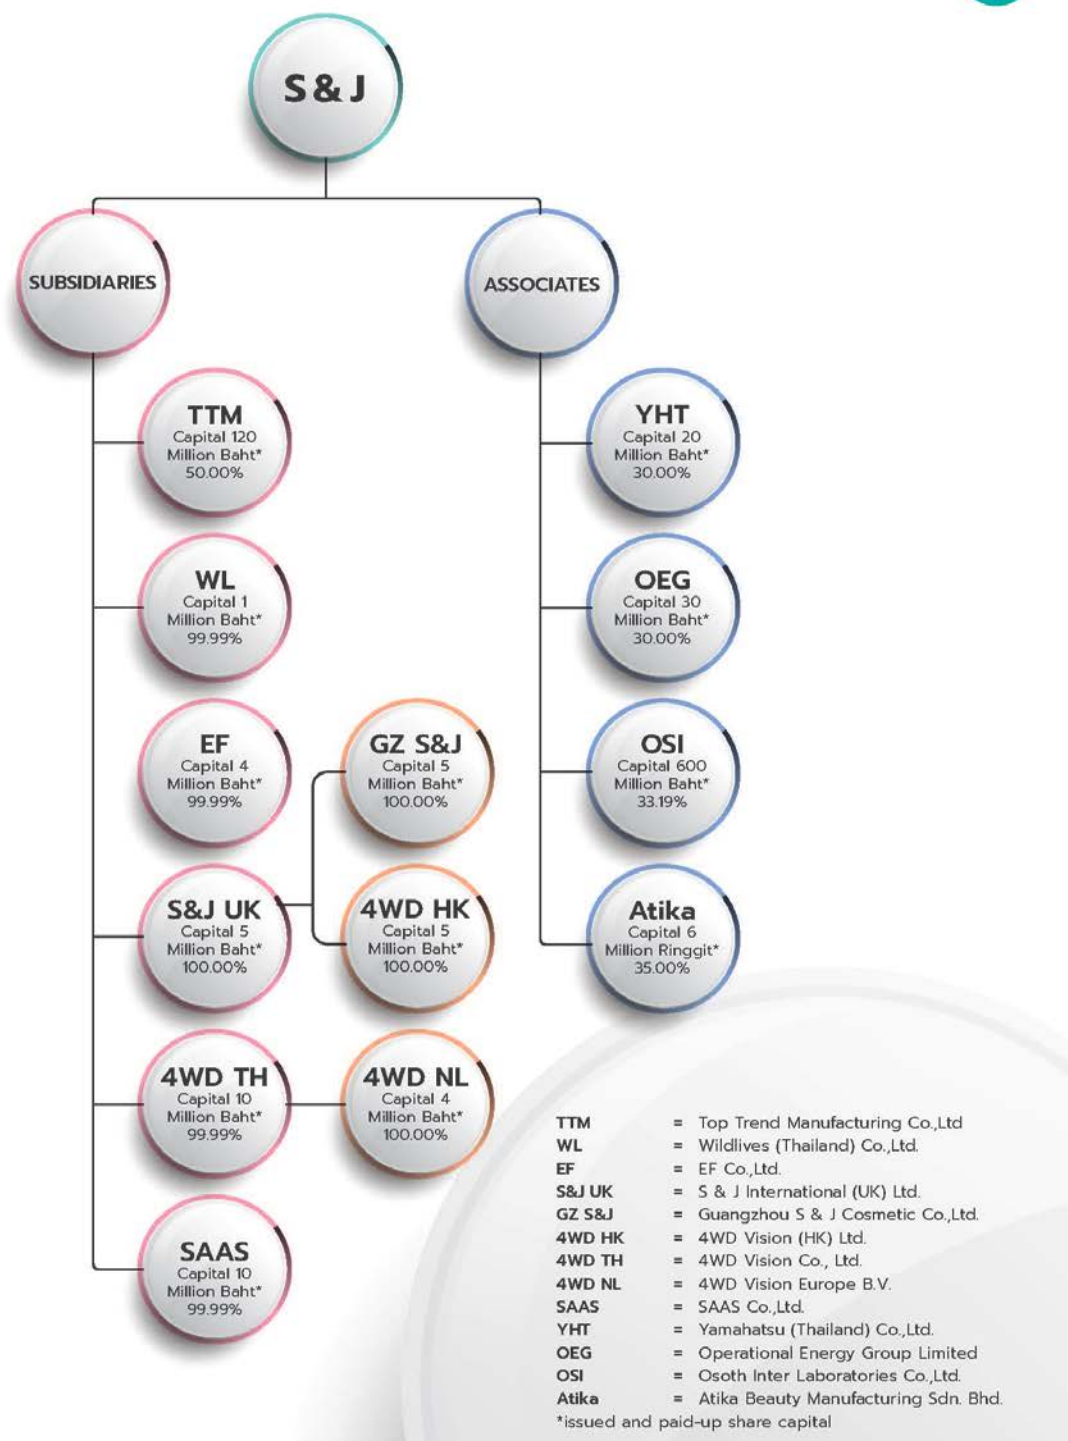 S & J
SUBSIDIARIES
ASSOCIATES
TTM
Capital 120
Million Baht*
50.00%
YHT
Capital 20
Million Baht*
30.00%
WL
Capital 1
Million Baht*
99.99%
OEG
Capital 30
Million Baht*
30.00%
EF
Capital 4
Million Baht*
99.99%
GZ S&J
Capital 5
Million Baht*
100.00%
OSI
Capital 600
Million Baht*
33.19%
S&J UK
Capital 5
Million Baht*
100.00%
4WD HK
Capital 5
Million Baht*
100.00%
Atika
Capital 6
Million Ringgit*
35.00%
4WD TH
Capital 10
Million Baht*
99.99%
4WD NL
Capital 4
Million Baht*
100.00%
SAAS
Capital 10
Million Baht*
99.99%
TTM = Top Trend Manufacturing Co.,Ltd
WL = Wildlives (Thailand) Co.,Ltd.
EF = EF Co.,Ltd.
S&J UK = S & J International (UK) Ltd.
GZ S&J = Guangzhou S & J Cosmetic Co.,Ltd.
4WD HK = 4WD Vision (HK) Ltd.
4WD TH = 4WD Vision Co., Ltd.
4WD NL = 4WD Vision Europe B.V.
SAAS = SAAS Co.,Ltd.
YHT = Yamahatsu (Thailand) Co.,Ltd.
OEG = Operational Energy Group Limited
OSI = Osoth Inter Laboratories Co.,Ltd.
Atika = Atika Beauty Manufacturing Sdn. Bhd.
*issued and paid-up share capital